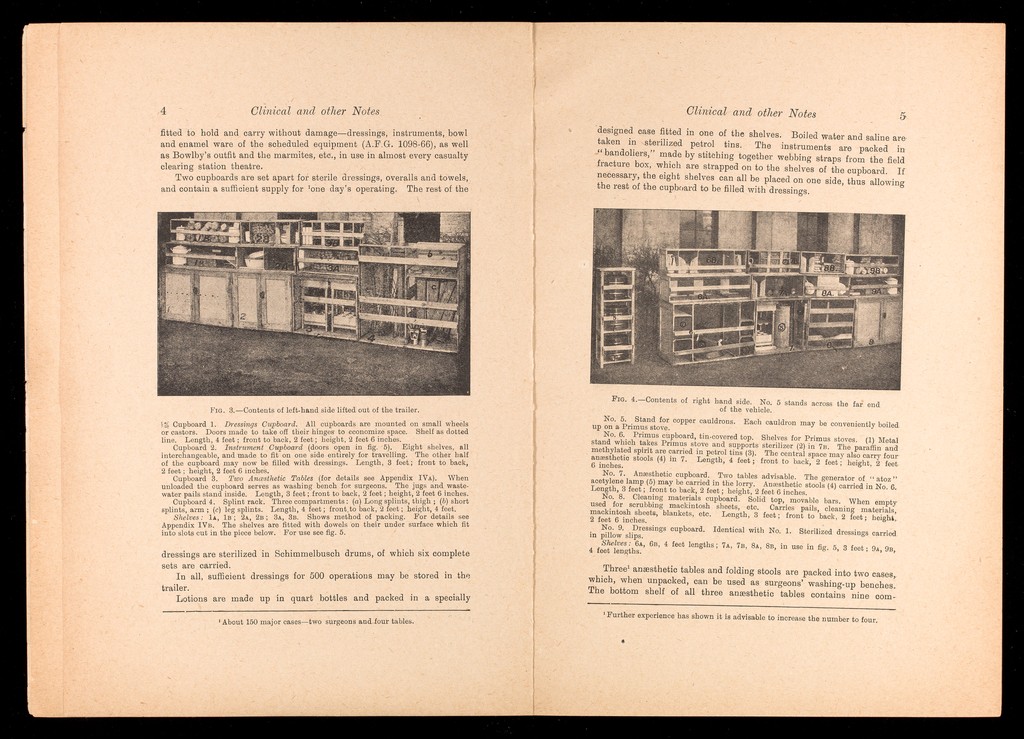 4
Clinical and other Notes
fitted to hold and carry without damage—dressings, instruments, bowl
and enamel ware of the scheduled equipment (A.F.G. 1098-66), as well
as Bowlby's outfit and the marmites, etc., in use in almost every casualty
clearing station theatre.
Two cupboards are set apart for sterile dressings, overalls and towels,
and contain a sufficient supply for ¹one day's operating. The rest of the
FIG. 3.—Contents of left-hand side lifted out of the trailer.
Cupboard 1. Dressings Cupboard. All cupboards are mounted on small wheels
or castors. Doors made to take off their hinges to economize space. Shelf as dotted
line. Length, 4 feet; front to back, 2 feet; height, 2 feet 6 inches.
Cupboard 2. Instrument Cupboard (doors open in fig. 5). Eight shelves, all
interchangeable, and made to fit on one side entirely for travelling. The other half
of the cupboard may now be filled with dressings. Length, 3 feet; front to back,
2 feet; height, 2 feet 6 inches.
Cupboard 3. Two Anæsthetic Tables (for details see Appendix IVA). When
unloaded the cupboard serves as washing bench for surgeons. The jugs and waste-
water pails stand inside. Length, 3 feet; front to back, 2 feet; height, 2 feet 6 inches.
Cupboard 4. Splint rack. Three compartments: (a) Long splints, thigh; (b) short
splints, arm; (c) leg splints. Length, 4 feet; front to back, 2 feet; height, 4 feet.
Shelves: 1A, 1B; 2A, 2B; 3A, 3B. Shows method of packing. For details see
Appendix IVB. The shelves are fitted with dowels on their under surface which fit
into slots cut in the piece below. For use see fig. 5.
dressings are sterilized in Schimmelbusch drums, of which six complete
sets are carried.
In all, sufficient dressings for 500 operations may be stored in the
trailer.
Lotions are made up in quart bottles and packed in a specially
¹ About 150 major cases—two surgeons and four tables.
Clinical and other Notes
5
designed case fitted in one of the shelves. Boiled water and saline are
taken in sterilized petrol tins. The instruments are packed in
"bandoliers," made by stitching together webbing straps from the field
fracture box, which are strapped on to the shelves of the cupboard. If
necessary, the eight shelves can all be placed on one side, thus allowing
the rest of the cupboard to be filled with dressings.
FIG. 4.—Contents of right hand side. No. 5 stands across the far end
of the vehicle.
No. 5. Stand for copper cauldrons. Each cauldron may be conveniently boiled
up on a Primus stove.
No. 6. Primus cupboard, tin-covered top. Shelves for Primus stoves. (1) Metal
stand which takes Primus stove and supports sterilizer (2) in 7B. The paraffin and
methylated spirit are carried in petrol tins (3). The central space may also carry four
anæsthetic stools (4) in 7. Length, 4 feet; front to back, 2 feet; height, 2 feet
6 inches.
No. 7. Anæsthetic cupboard. Two tables advisable. The generator of "atoz"
acetylene lamp (5) may be carried in the lorry. Anæsthetic stools (4) carried in No. 6.
Length, 3 feet; front to back, 2 feet; height, 2 feet 6 inches.
No. 8. Cleaning materials cupboard. Solid top, movable bars. When empty
used for scrubbing mackintosh sheets, etc. Carries pails, cleaning materials,
mackintosh sheets, blankets, etc. Length, 3 feet; front to back, 2 feet; height,
2 feet 6 inches.
No. 9. Dressings cupboard. Identical with No. 1. Sterilized dressings carried
in pillow slips.
Shelves: 6A, 6B, 4 feet lengths; 7A, 7B, 8A, 8B, in use in fig. 5, 3 feet; 9A, 9B,
4 feet lengths.
Three¹ anæsthetic tables and folding stools are packed into two cases,
which, when unpacked, can be used as surgeons' washing-up benches.
The bottom shelf of all three anæsthetic tables contains nine com-
¹ Further experience has shown it is advisable to increase the number to four.